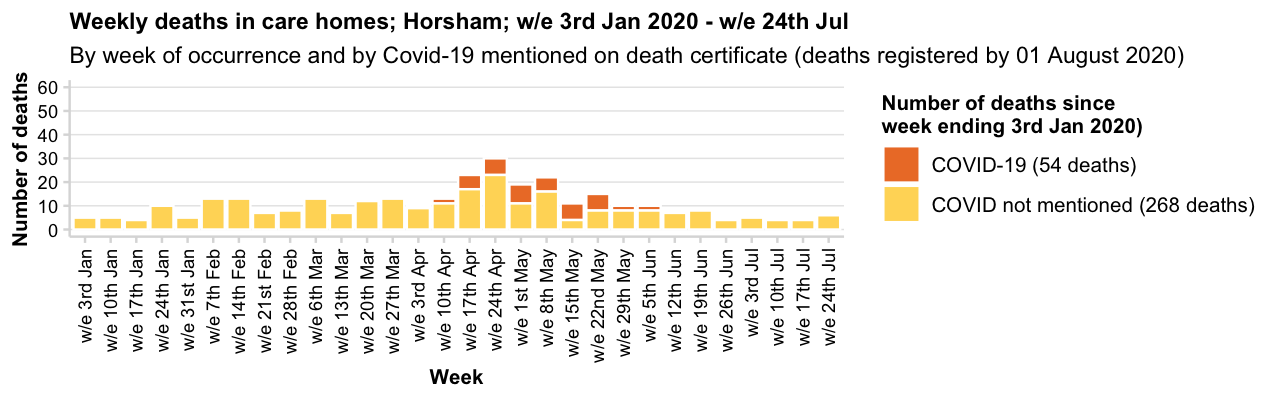 Weekly deaths in care homes; Horsham; w/e 3rd Jan 2020 - w/e 24th Jul
By week of occurrence and by Covid-19 mentioned on death certificate (deaths registered by 01 August 2020)
Number of deaths
60
50
40
30
20
10
0
w/e 3rd Jan
w/e 10th Jan
w/e 17th Jan
w/e 24th Jan
w/e 31st Jan
w/e 7th Feb
w/e 14th Feb
w/e 21st Feb
w/e 28th Feb
w/e 6th Mar
w/e 13th Mar
w/e 20th Mar
w/e 27th Mar
w/e 3rd Apr
w/e 10th Apr
w/e 17th Apr
w/e 24th Apr
w/e 1st May
w/e 8th May
w/e 15th May
w/e 22nd May
w/e 29th May
w/e 5th Jun
w/e 12th Jun
w/e 19th Jun
w/e 26th Jun
w/e 3rd Jul
w/e 10th Jul
w/e 17th Jul
w/e 24th Jul
Week
Number of deaths since
week ending 3rd Jan 2020)
COVID-19 (54 deaths)
COVID not mentioned (268 deaths)